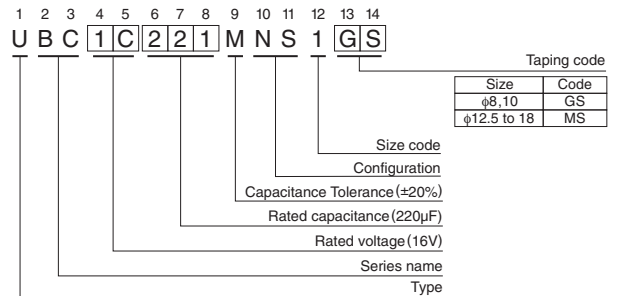 1 2 3 4 5 6 7 8 9 10 11 12 13 14
U B C 1 C 2 2 1 M N S 1 G S
Taping code
Size Code
ϕ8,10 GS
ϕ12.5 to 18 MS
Size code
Configuration
Capacitance Tolerance (±20%)
Rated capacitance (220µF)
Rated voltage (16V)
Series name
Type